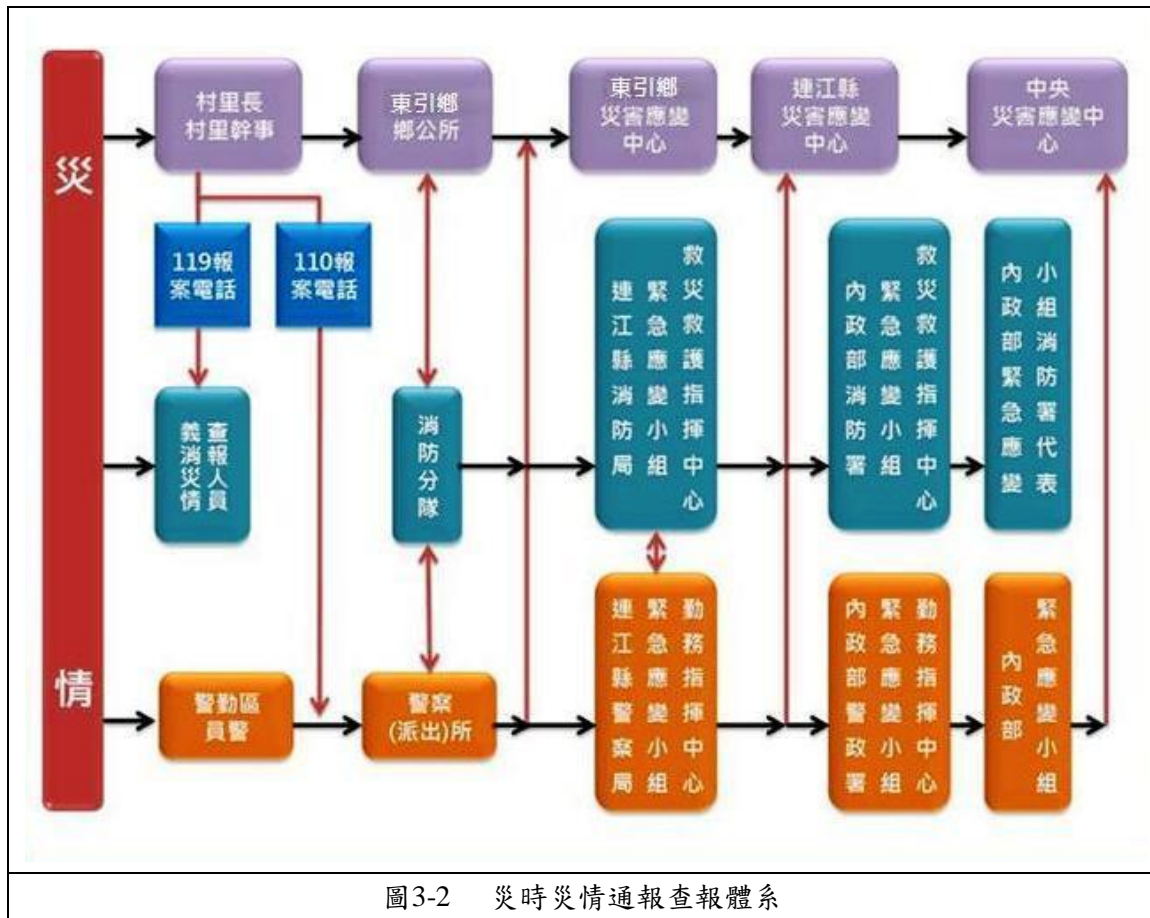 災
情
村里長
村里幹事
東引鄉
鄉公所
東引鄉
災害應變
中心
連江縣
災害應變
中心
中央
災害應變中
心
119報
案電話
110報
案電話
查報人員
義消災情
消防分隊
救災救護指揮中心
緊急應變小組
連江縣消防局
救災救護指揮中心
緊急應變小組
內政部消防署
小組消防署代表
內政部緊急應變
警勤區
員警
警察
(派出)所
勤務指揮中心
緊急應變小組
連江縣警察局
勤務指揮中心
緊急應變小組
內政部警政署
緊急應變小組
內政部
圖3-2 災時災情通報查報體系